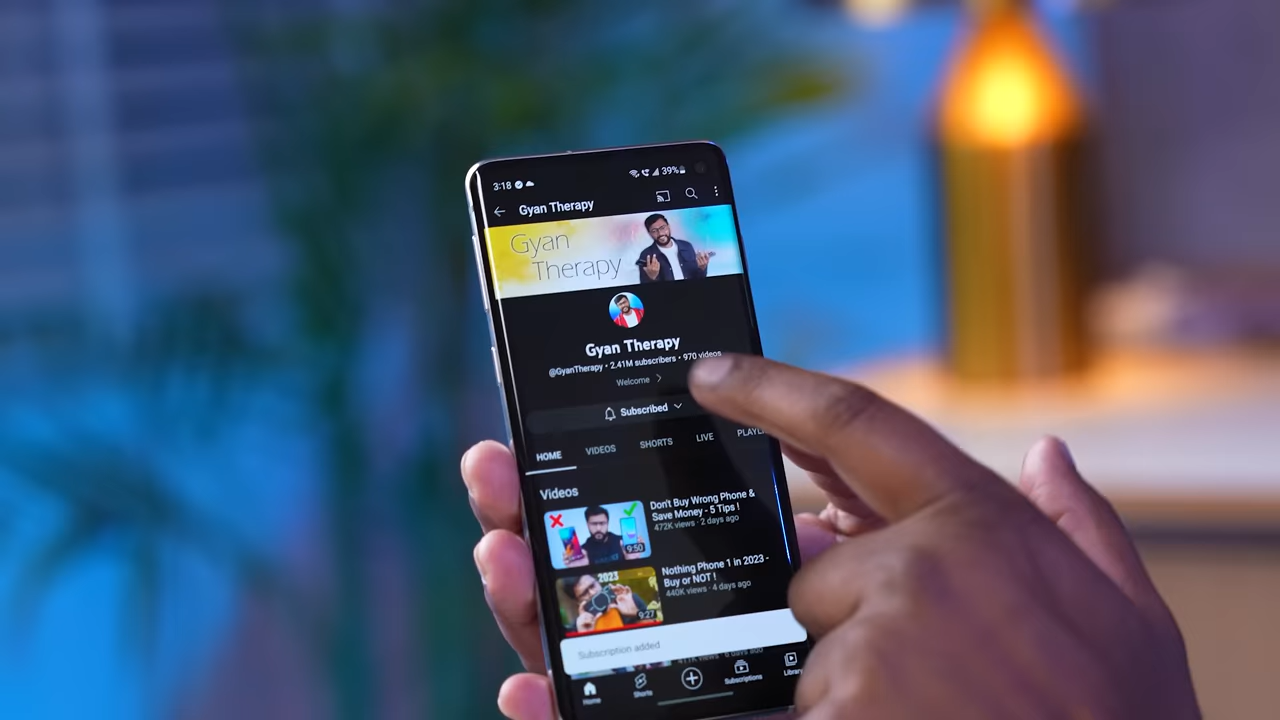 3:18 39%
Gyan Therapy
Gyan
Therapy
Gyan Therapy
@GyanTherapy • 2.41M subscribers • 970 videos
Welcome
Subscribed
HOME VIDEOS SHORTS LIVE
Videos
Don't Buy Wrong Phone &
Save Money - 5 Tips !
472K views · 2 days ago
9:50
Nothing Phone 1 in 2023 -
Buy or NOT !
440K views · 4 days ago
2023
9:27
Subscription added
Home Shorts Subscriptions Library